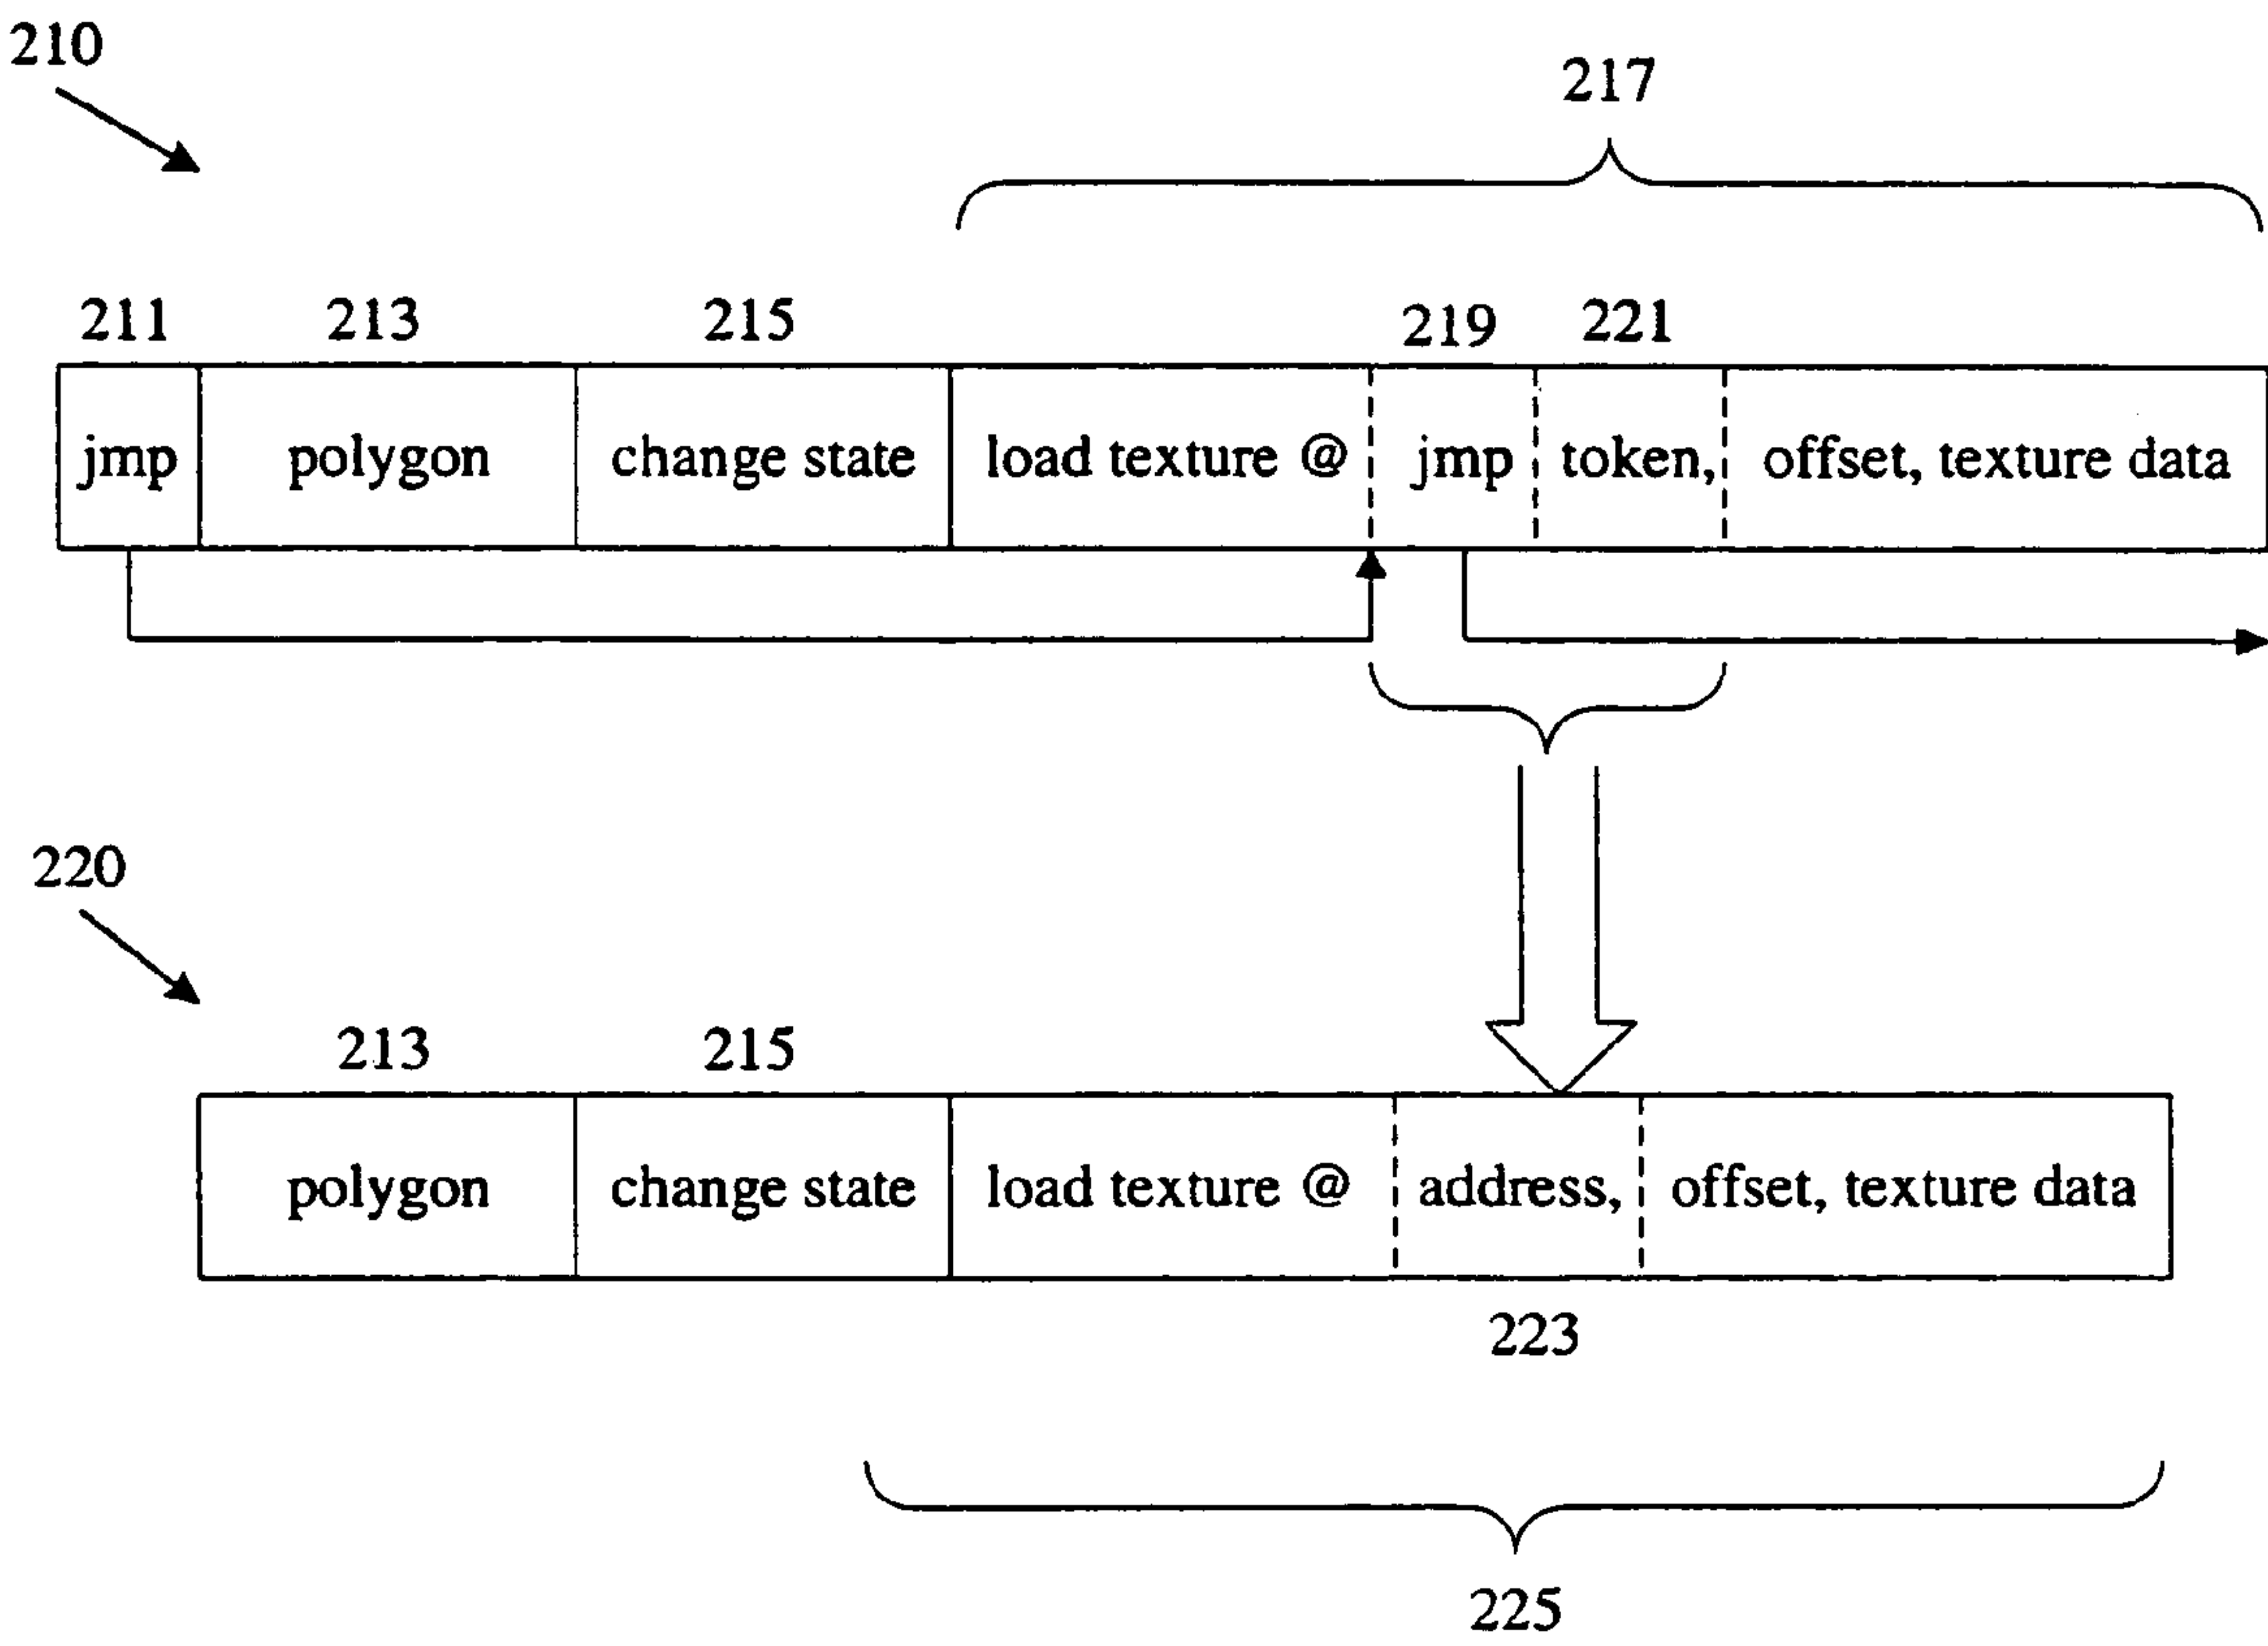 210
217
211 213 215 219 221
jmp polygon change state load texture @ jmp token, offset, texture data
220
213 215
polygon change state load texture @ address, offset, texture data
223
225